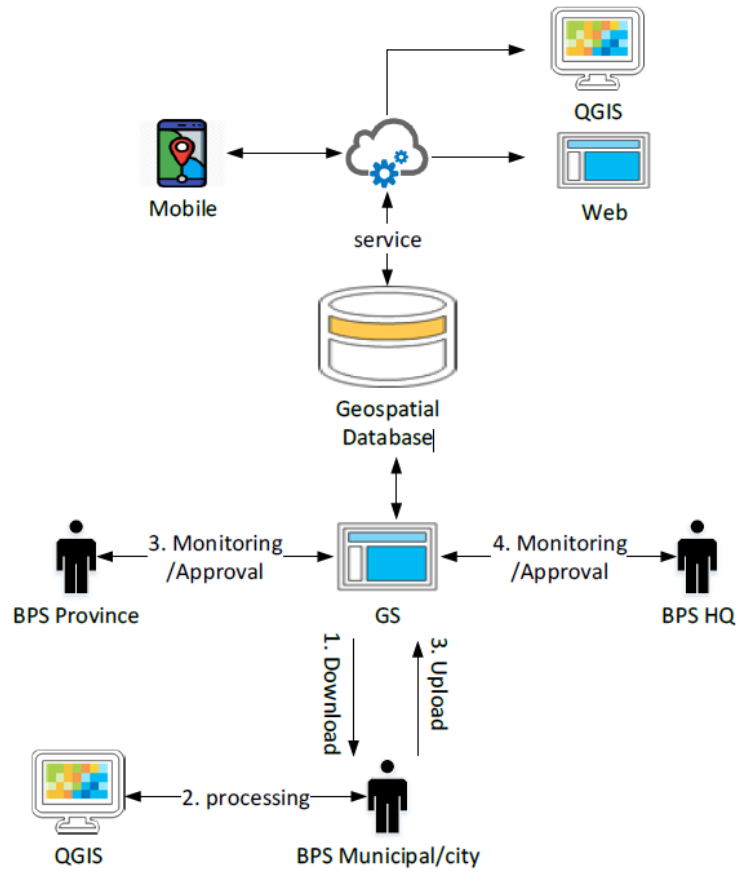 QGIS
Mobile
Web
service
Geospatial
Database
3. Monitoring
/Approval
4. Monitoring
/Approval
BPS Province
GS
BPS HQ
1. Download
3. Upload
2. processing
QGIS
BPS Municipal/city